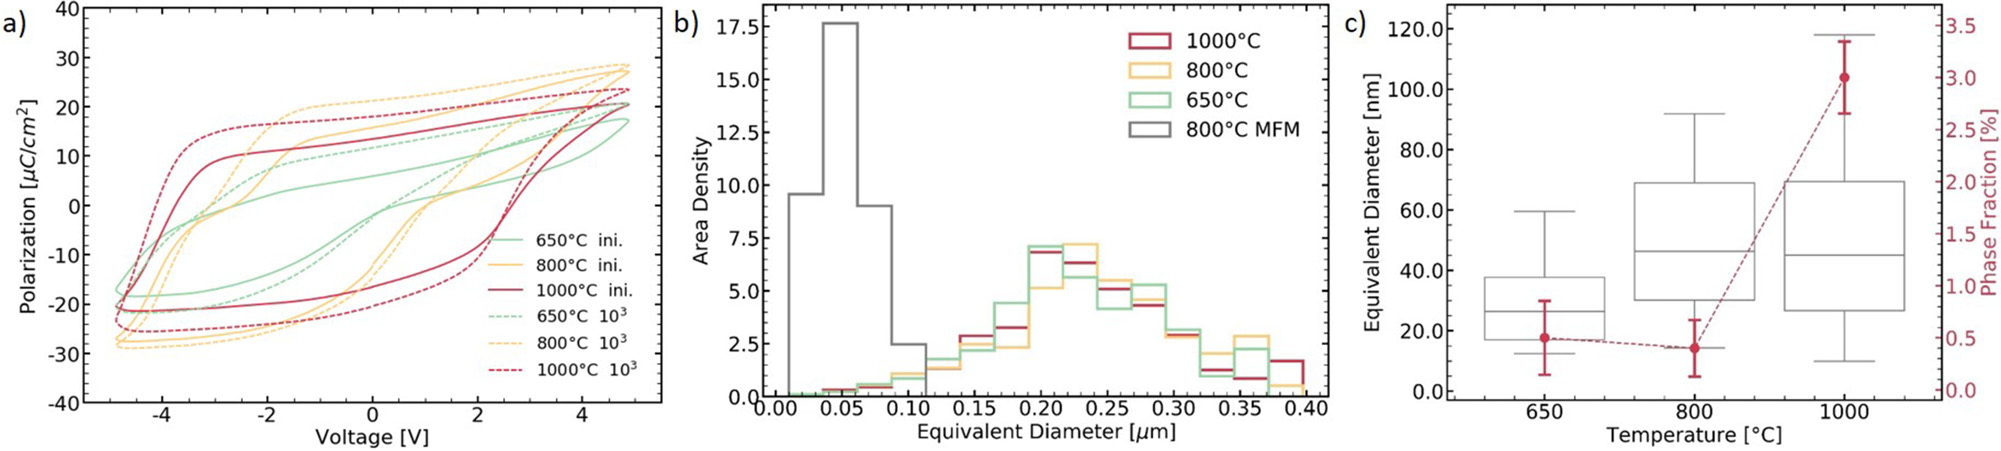 a)
40
30
20
10
0
-10
-20
-30
-40
Polarization [μC/cm²]
-4 -2 0 2 4
Voltage [V]
650°C ini.
800°C ini.
1000°C ini.
650°C 10³
800°C 10³
1000°C 10³
b)
17.5
15.0
12.5
10.0
7.5
5.0
2.5
0.0
Area Density
0.00 0.05 0.10 0.15 0.20 0.25 0.30 0.35 0.40
Equivalent Diameter [μm]
1000°C
800°C
650°C
800°C MFM
c)
120.0
100.0
80.0
60.0
40.0
20.0
0.0
Equivalent Diameter [nm]
650 800 1000
Temperature [°C]
3.5
3.0
2.5
2.0
1.5
1.0
0.5
0.0
Phase Fraction [%]